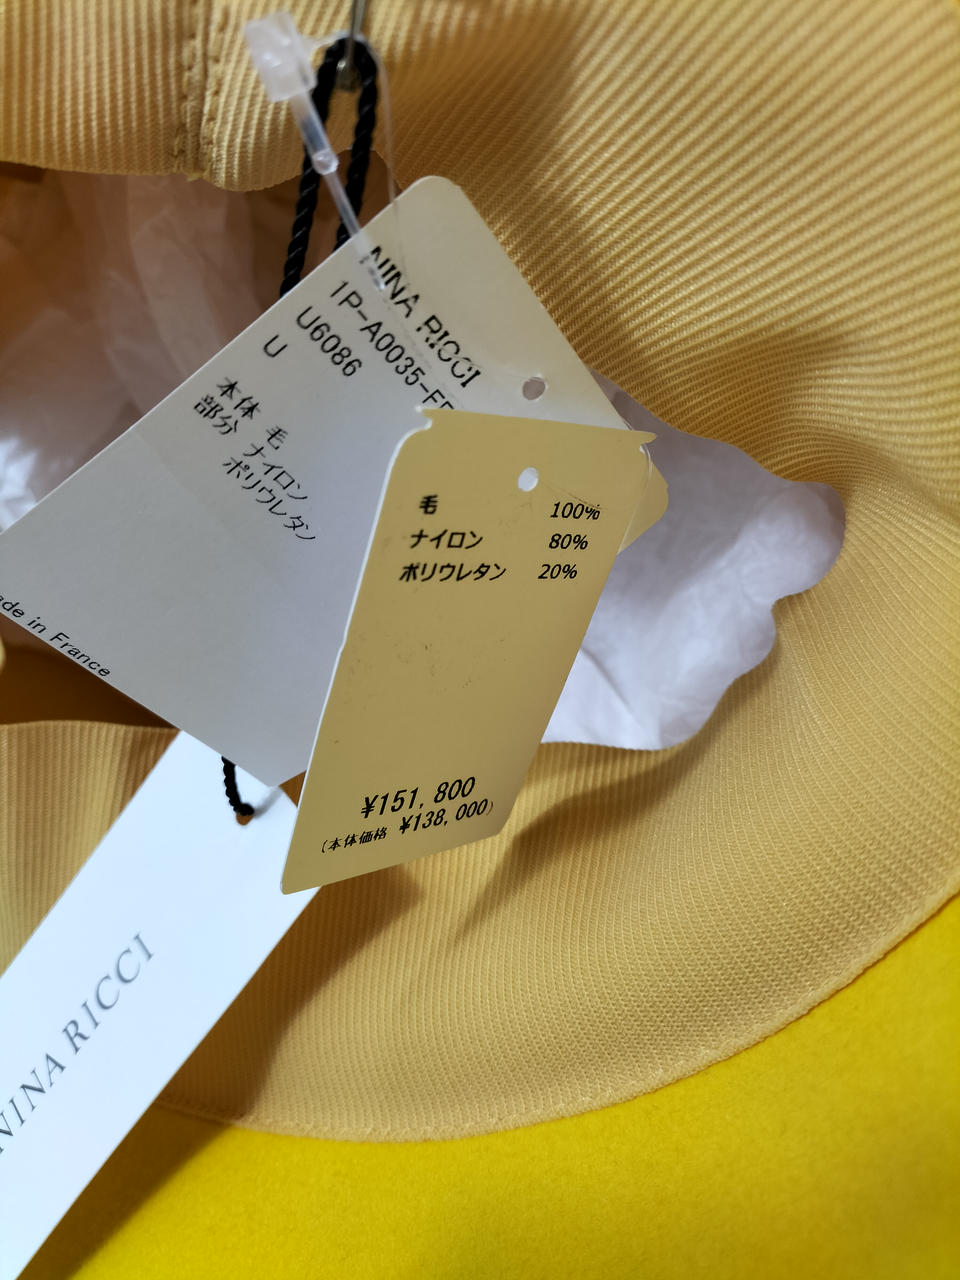 NINA RICCI
1P-A0035-FE
U6086
U
本体 毛
部分 ナイロン
ポリウレタン
ade in France
毛 100%
ナイロン 80%
ポリウレタン 20%
¥151,800
(本体価格 ¥138,000)
NINA RICCI